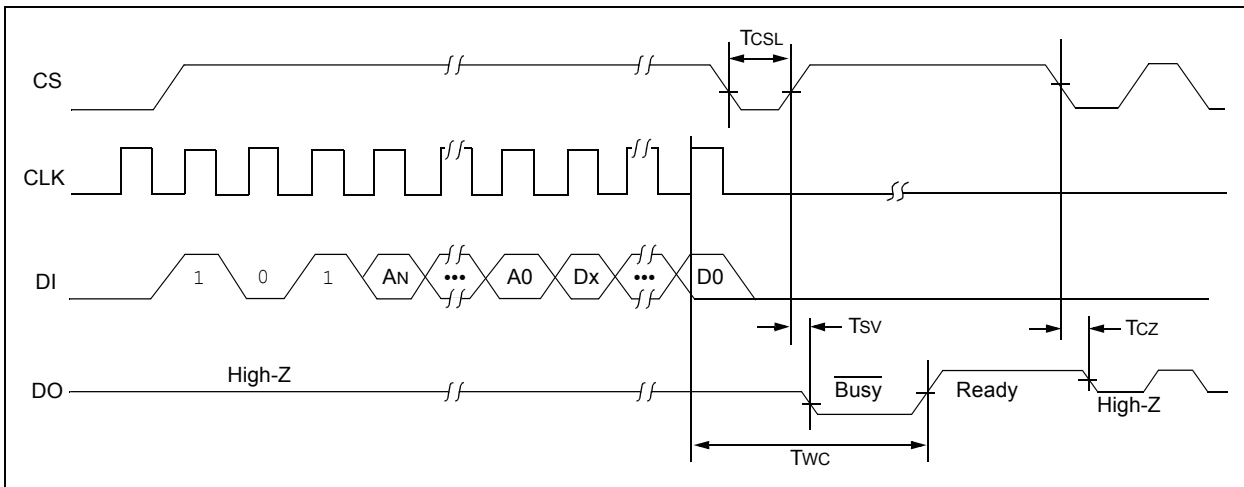 TCSL
CS
CLK
DI
1 0 1 AN ••• A0 Dx ••• D0
TSV
TCZ
High-Z
DO
Busy
Ready
High-Z
TWC